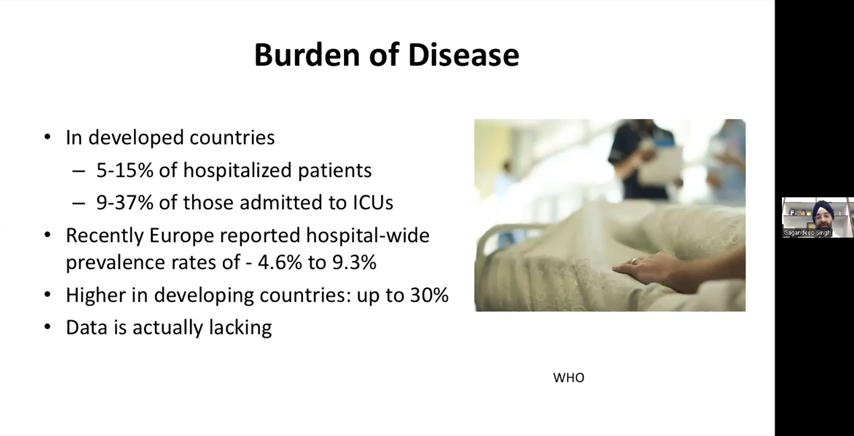 Burden of Disease
• In developed countries
– 5-15% of hospitalized patients
– 9-37% of those admitted to ICUs
• Recently Europe reported hospital-wide
prevalence rates of - 4.6% to 9.3%
• Higher in developing countries: up to 30%
• Data is actually lacking
WHO
Gagandeep Singh